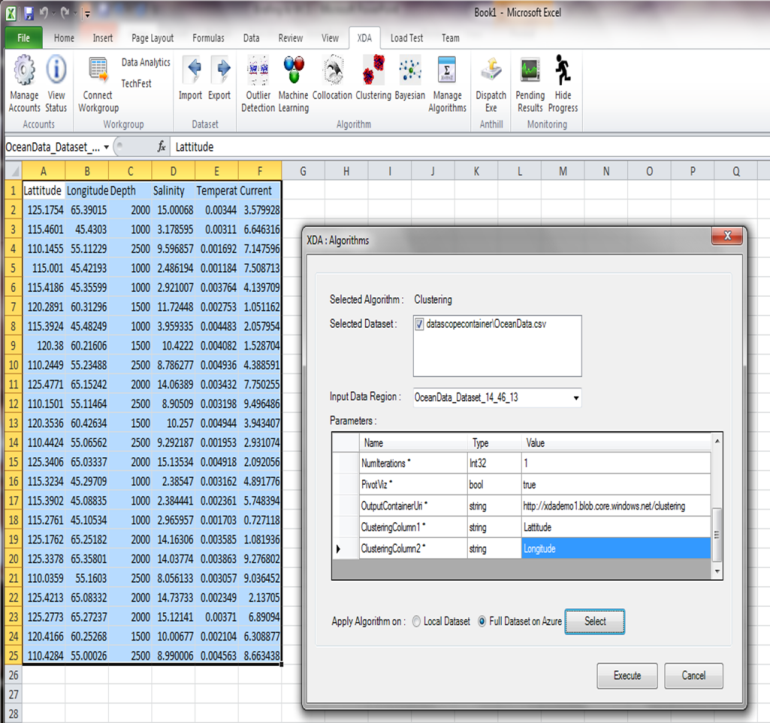 Book1 - Microsoft Excel
File Home Insert Page Layout Formulas Data Review View XDA Load Test Team
Manage Accounts View Status Connect Workgroup Data Analytics TechFest Import Export Outlier Detection Machine Learning Collocation Clustering Bayesian Manage Algorithms Dispatch Exe Pending Results Hide Progress
Accounts Workgroup Dataset Algorithm Anthill Monitoring
OceanData_Dataset_... fx Lattitude
A B C D E F G H I J K L M N O P Q
1 Lattitude Longitude Depth Salinity Temperat Current
2 125.1754 65.39015 2000 15.00068 0.00344 3.579928
3 115.4601 45.4303 1000 3.178595 0.00311 6.646316
4 110.1455 55.11229 2500 9.596857 0.001692 7.147596
5 115.001 45.42193 1000 2.486194 0.001184 7.508713
6 115.4186 45.35599 1000 2.921007 0.003764 4.139709
7 120.2891 60.31296 1500 11.72448 0.002753 1.051162
8 115.3924 45.48249 1000 3.959335 0.004483 2.057954
9 120.38 60.21606 1500 10.4222 0.004082 1.528704
10 110.2449 55.23488 2500 8.786277 0.004936 4.388591
11 125.4771 65.15242 2000 14.06389 0.003432 7.750255
12 110.1501 55.11464 2500 8.90509 0.003198 9.496486
13 120.3536 60.42634 1500 10.257 0.004944 3.943407
14 110.4424 55.06562 2500 9.292187 0.001953 2.931074
15 125.3406 65.03337 2000 15.13534 0.004918 2.092056
16 115.3234 45.29709 1000 2.38547 0.003162 4.891776
17 115.3902 45.08835 1000 2.384441 0.002361 5.748394
18 115.2761 45.10534 1000 2.965957 0.001703 0.727118
19 125.1762 65.25182 2000 14.16306 0.003585 1.081936
20 125.3378 65.35801 2000 14.03774 0.003863 9.276802
21 110.0359 55.1603 2500 8.056133 0.003057 9.036452
22 125.4213 65.08332 2000 14.73733 0.002349 2.13705
23 125.2773 65.27237 2000 15.12141 0.00371 6.89094
24 120.4166 60.25268 1500 10.00677 0.002104 6.308877
25 110.4284 55.00026 2500 8.990006 0.004563 8.663438
26
27
28
XDA : Algorithms
x
Selected Algorithm : Clustering
Selected Dataset : datascopecontainer\OceanData.csv
Input Data Region : OceanData_Dataset_14_46_13
Parameters :
Name Type Value
NumIterations * Int32 1
PivotViz * bool true
OutputContainerUri * string http://xdademo1.blob.core.windows.net/clustering
ClusteringColumn1 * string Lattitude
ClusteringColumn2 * string Longitude
Apply Algorithm on : Local Dataset Full Dataset on Azure Select
Execute Cancel